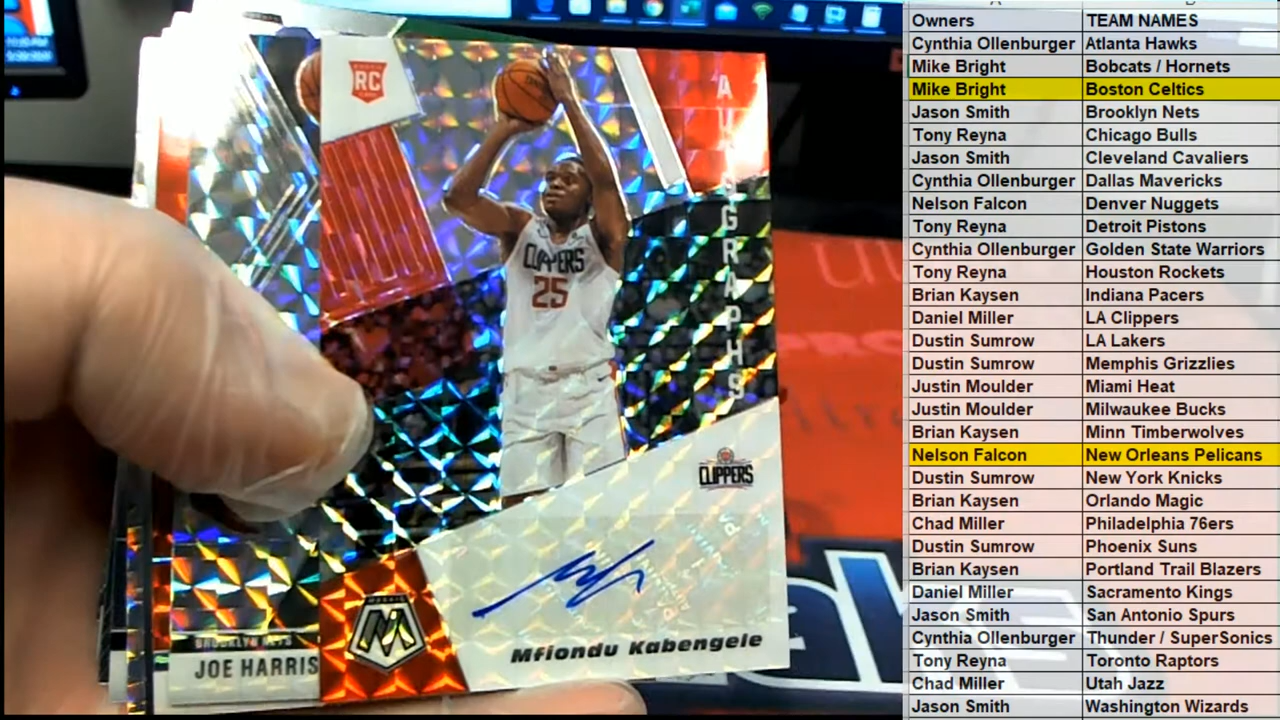 RC
AUTOGRAPHS
CLIPPERS
25
CLIPPERS
MOSAIC
M
Mfiondu Kabengele
BROOKLYN NETS
JOE HARRIS
Owners TEAM NAMES
Cynthia Ollenburger Atlanta Hawks
Mike Bright Bobcats / Hornets
Mike Bright Boston Celtics
Jason Smith Brooklyn Nets
Tony Reyna Chicago Bulls
Jason Smith Cleveland Cavaliers
Cynthia Ollenburger Dallas Mavericks
Nelson Falcon Denver Nuggets
Tony Reyna Detroit Pistons
Cynthia Ollenburger Golden State Warriors
Tony Reyna Houston Rockets
Brian Kaysen Indiana Pacers
Daniel Miller LA Clippers
Dustin Sumrow LA Lakers
Dustin Sumrow Memphis Grizzlies
Justin Moulder Miami Heat
Justin Moulder Milwaukee Bucks
Brian Kaysen Minn Timberwolves
Nelson Falcon New Orleans Pelicans
Dustin Sumrow New York Knicks
Brian Kaysen Orlando Magic
Chad Miller Philadelphia 76ers
Dustin Sumrow Phoenix Suns
Brian Kaysen Portland Trail Blazers
Daniel Miller Sacramento Kings
Jason Smith San Antonio Spurs
Cynthia Ollenburger Thunder / SuperSonics
Tony Reyna Toronto Raptors
Chad Miller Utah Jazz
Jason Smith Washington Wizards